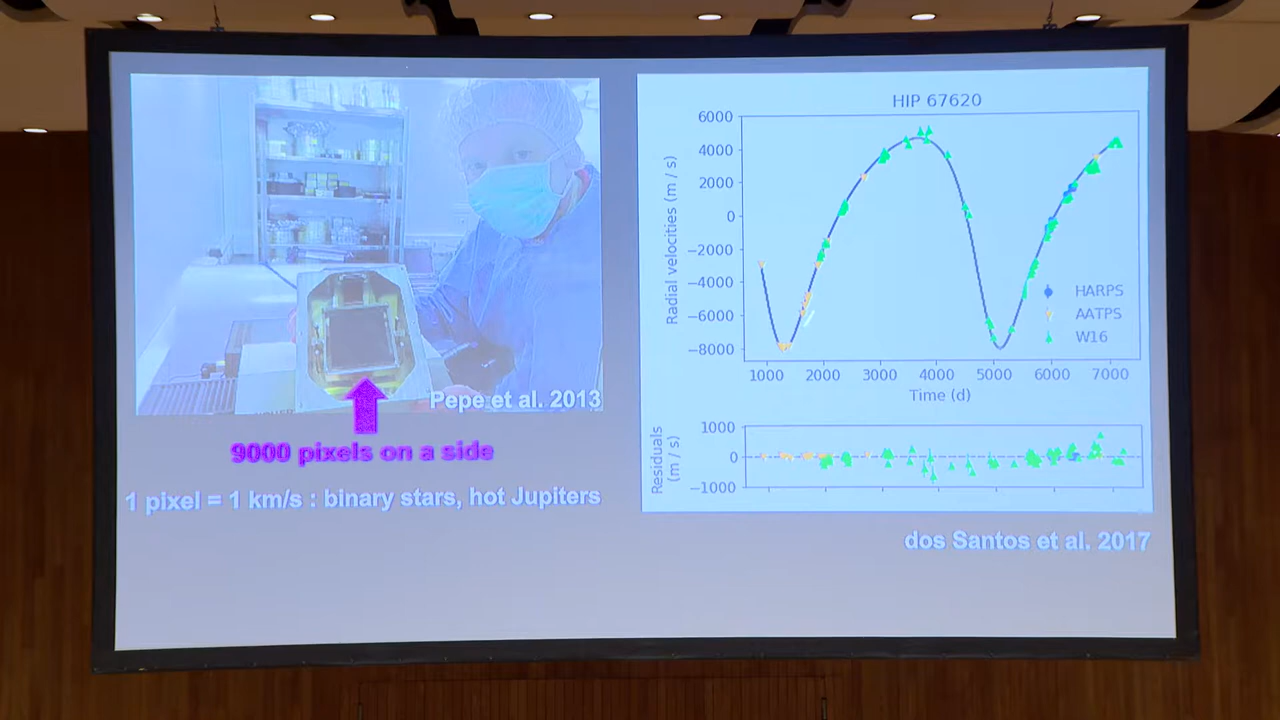 Pepe et al. 2013
9000 pixels on a side
1 pixel = 1 km/s : binary stars, hot Jupiters
HIP 67620
Radial velocities (m / s)
6000
4000
2000
0
−2000
−4000
−6000
−8000
HARPS
AATPS
W16
1000 2000 3000 4000 5000 6000 7000
Time (d)
Residuals
(m / s)
1000
0
−1000
dos Santos et al. 2017